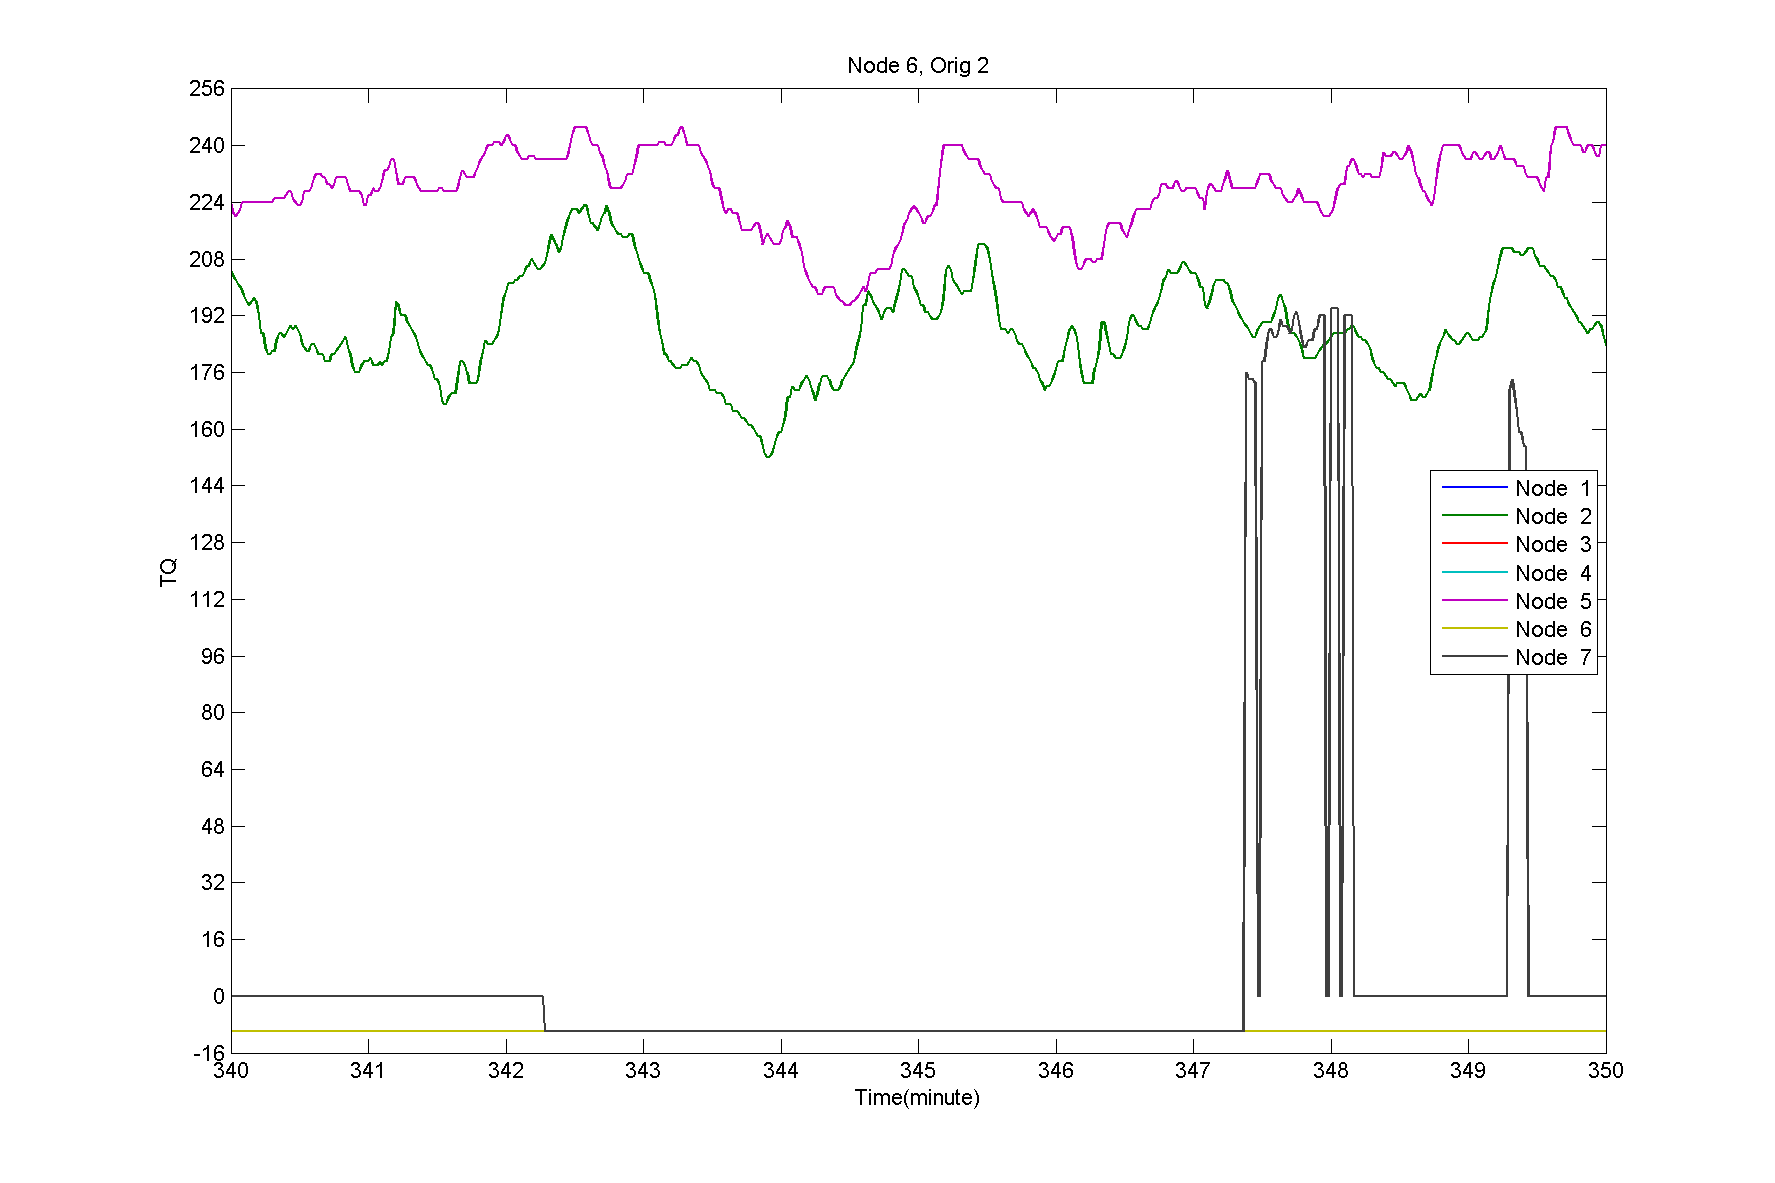 Node 6, Orig 2
256
240
224
208
192
176
160
144
128
112
96
80
64
48
32
16
0
-16
TQ
Node 1
Node 2
Node 3
Node 4
Node 5
Node 6
Node 7
340 341 342 343 344 345 346 347 348 349 350
Time(minute)